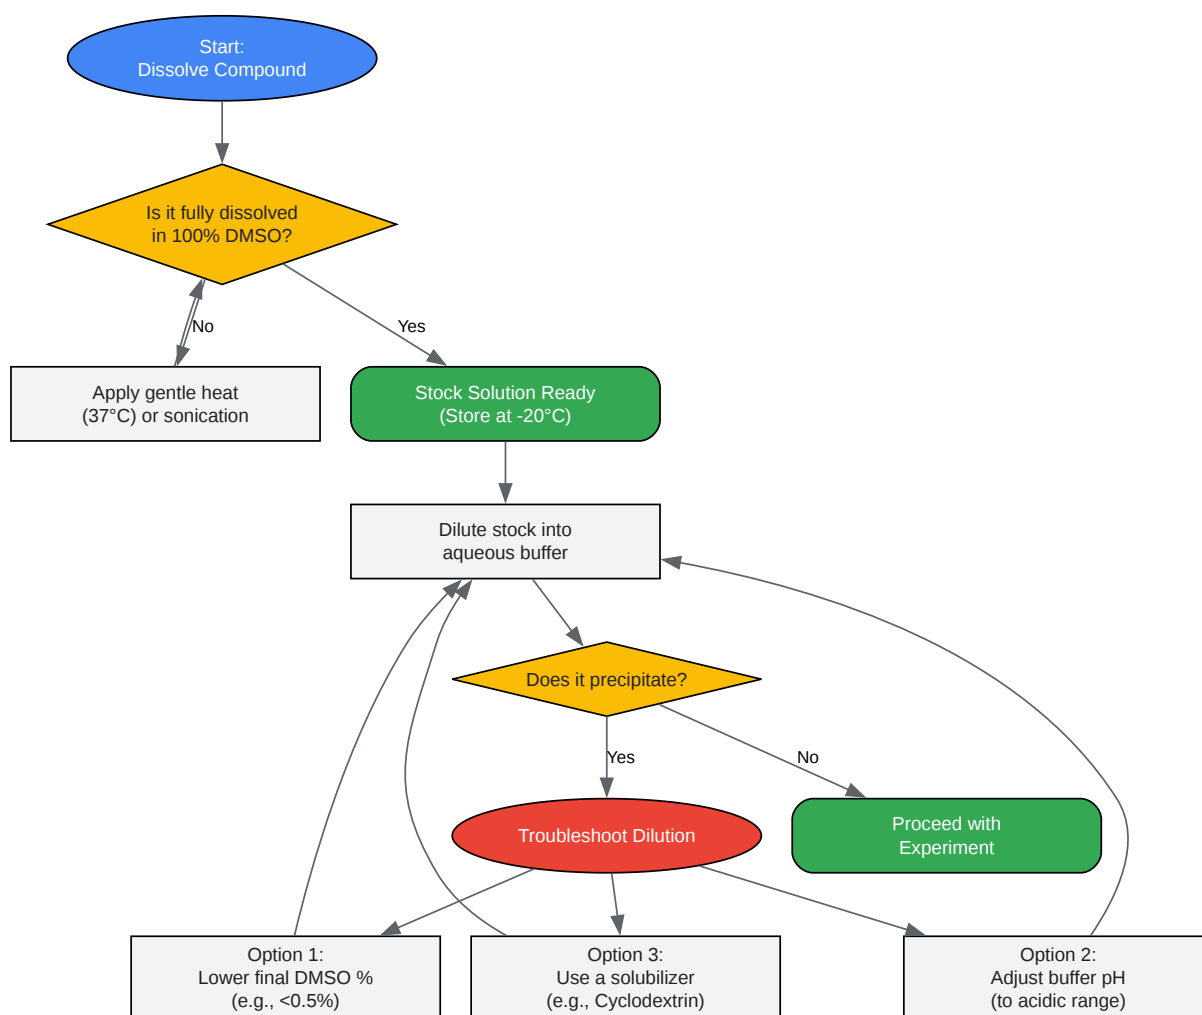 Start:
Dissolve Compound
Is it fully dissolved
in 100% DMSO?
No
Yes
Apply gentle heat
(37°C) or sonication
Stock Solution Ready
(Store at -20°C)
Dilute stock into
aqueous buffer
Does it precipitate?
Yes
No
Troubleshoot Dilution
Proceed with
Experiment
Option 1:
Lower final DMSO %
(e.g., <0.5%)
Option 3:
Use a solubilizer
(e.g., Cyclodextrin)
Option 2:
Adjust buffer pH
(to acidic range)